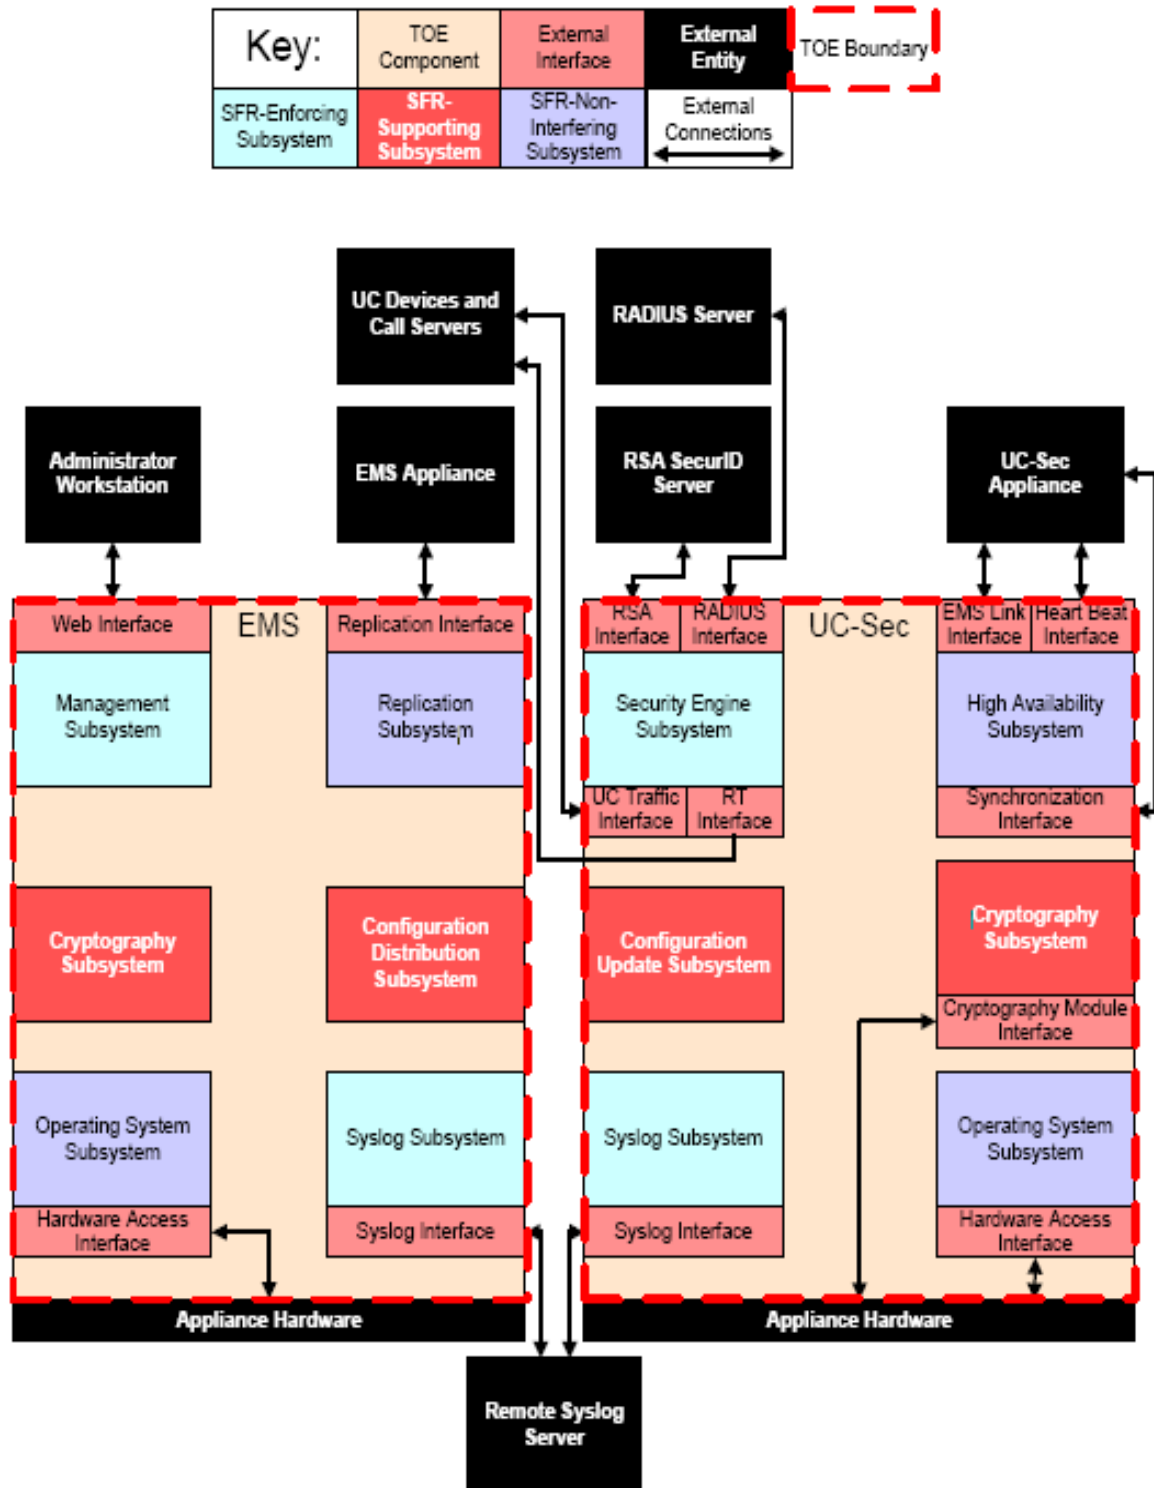 Key:
TOE
Component
External
Interface
External
Entity
TOE Boundary
SFR-Enforcing
Subsystem
SFR-
Supporting
Subsystem
SFR-Non-
Interfering
Subsystem
External
Connections
UC Devices and
Call Servers
RADIUS Server
Administrator
Workstation
EMS Appliance
RSA SecurID
Server
UC-Sec
Appliance
Web Interface
EMS
Replication Interface
RSA
Interface
RADIUS
Interface
UC-Sec
EMS Link
Interface
Heart Beat
Interface
Management
Subsystem
Replication
Subsystem
Security Engine
Subsystem
High Availability
Subsystem
UC Traffic
Interface
RT
Interface
Synchronization
Interface
Cryptography
Subsystem
Configuration
Distribution
Subsystem
Configuration
Update Subsystem
Cryptography
Subsystem
Cryptography Module
Interface
Operating System
Subsystem
Syslog Subsystem
Syslog Subsystem
Operating System
Subsystem
Hardware Access
Interface
Syslog Interface
Syslog Interface
Hardware Access
Interface
Appliance Hardware
Appliance Hardware
Remote Syslog
Server